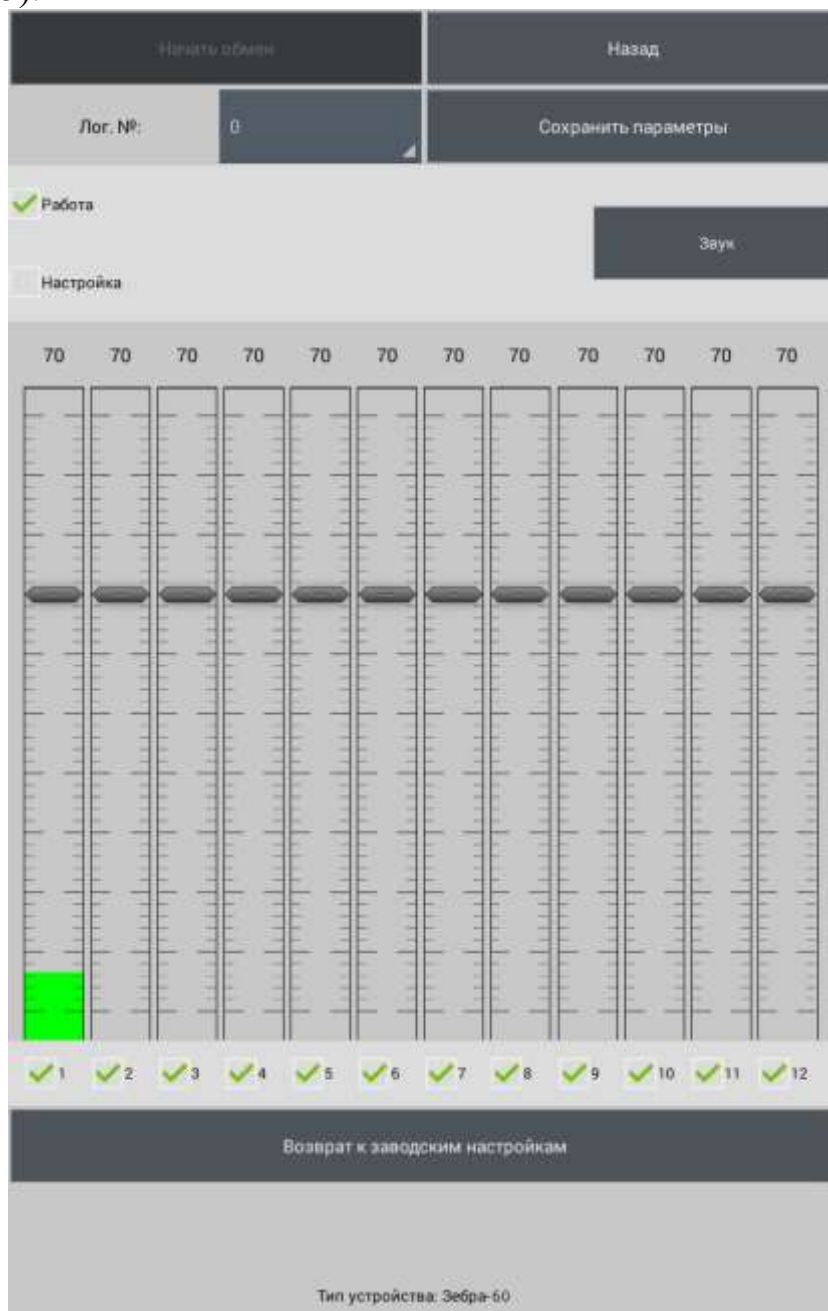 Начать обмен
Назад
Лог. №:
0
Сохранить параметры
Работа
Звук
Настройка
70 70 70 70 70 70 70 70 70 70 70 70
1 2 3 4 5 6 7 8 9 10 11 12
Возврат к заводским настройкам
Тип устройства: Зебра-60